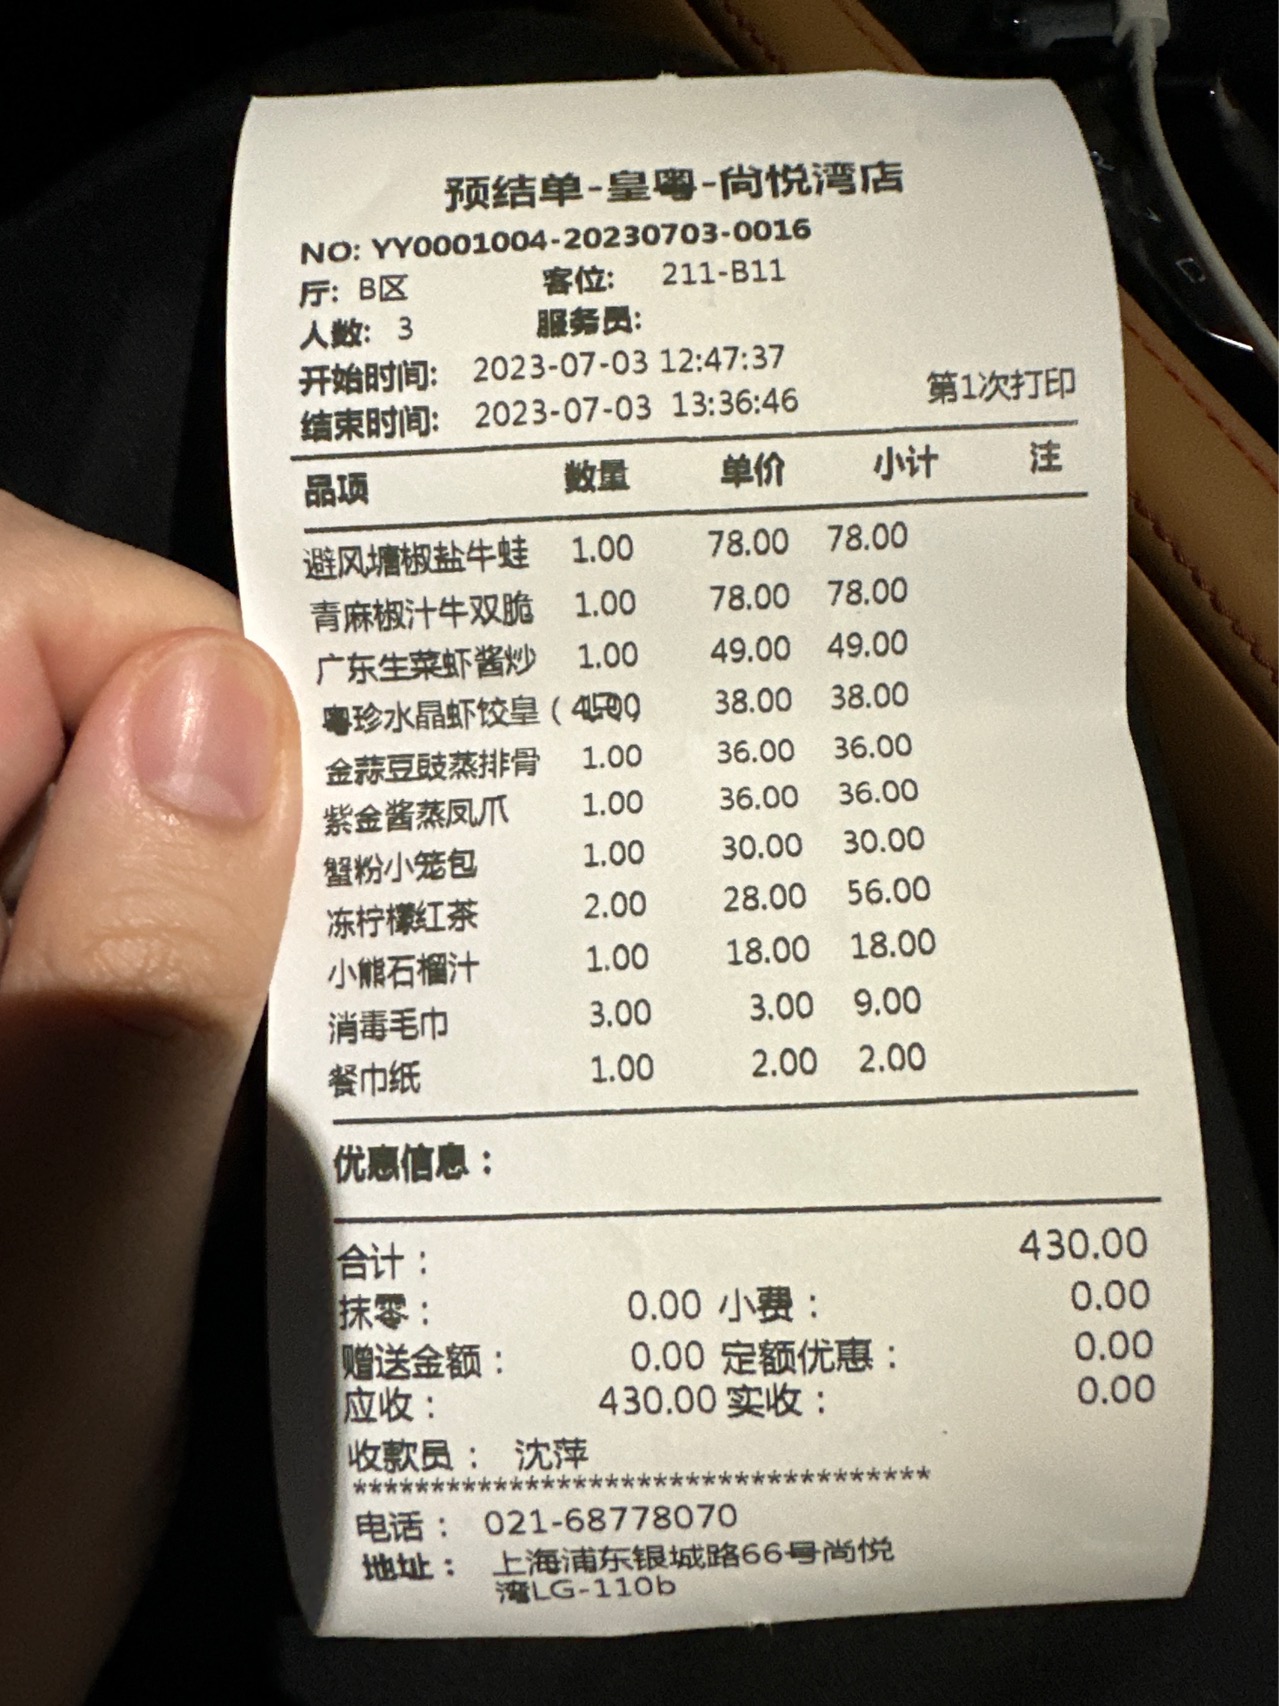 预结单-皇粤-尚悦湾店
NO: YY0001004-20230703-0016
厅: B区 客位: 211-B11
人数: 3 服务员:
开始时间: 2023-07-03 12:47:37
结束时间: 2023-07-03 13:36:46 第1次打印
品项 数量 单价 小计 注
避风塘椒盐牛蛙 1.00 78.00 78.00
青麻椒汁牛双脆 1.00 78.00 78.00
广东生菜虾酱炒 1.00 49.00 49.00
粤珍水晶虾饺皇 38.00 38.00
金蒜豆豉蒸排骨 1.00 36.00 36.00
紫金酱蒸凤爪 1.00 36.00 36.00
蟹粉小笼包 1.00 30.00 30.00
冻柠檬红茶 2.00 28.00 56.00
小熊石榴汁 1.00 18.00 18.00
消毒毛巾 3.00 3.00 9.00
餐巾纸 1.00 2.00 2.00
优惠信息：
合计： 430.00
抹零： 0.00 小费： 0.00
赠送金额： 0.00 定额优惠： 0.00
应收： 430.00 实收： 0.00
收款员： 沈萍
*************************************
电话： 021-68778070
地址： 上海浦东银城路66号尚悦
湾LG-110b